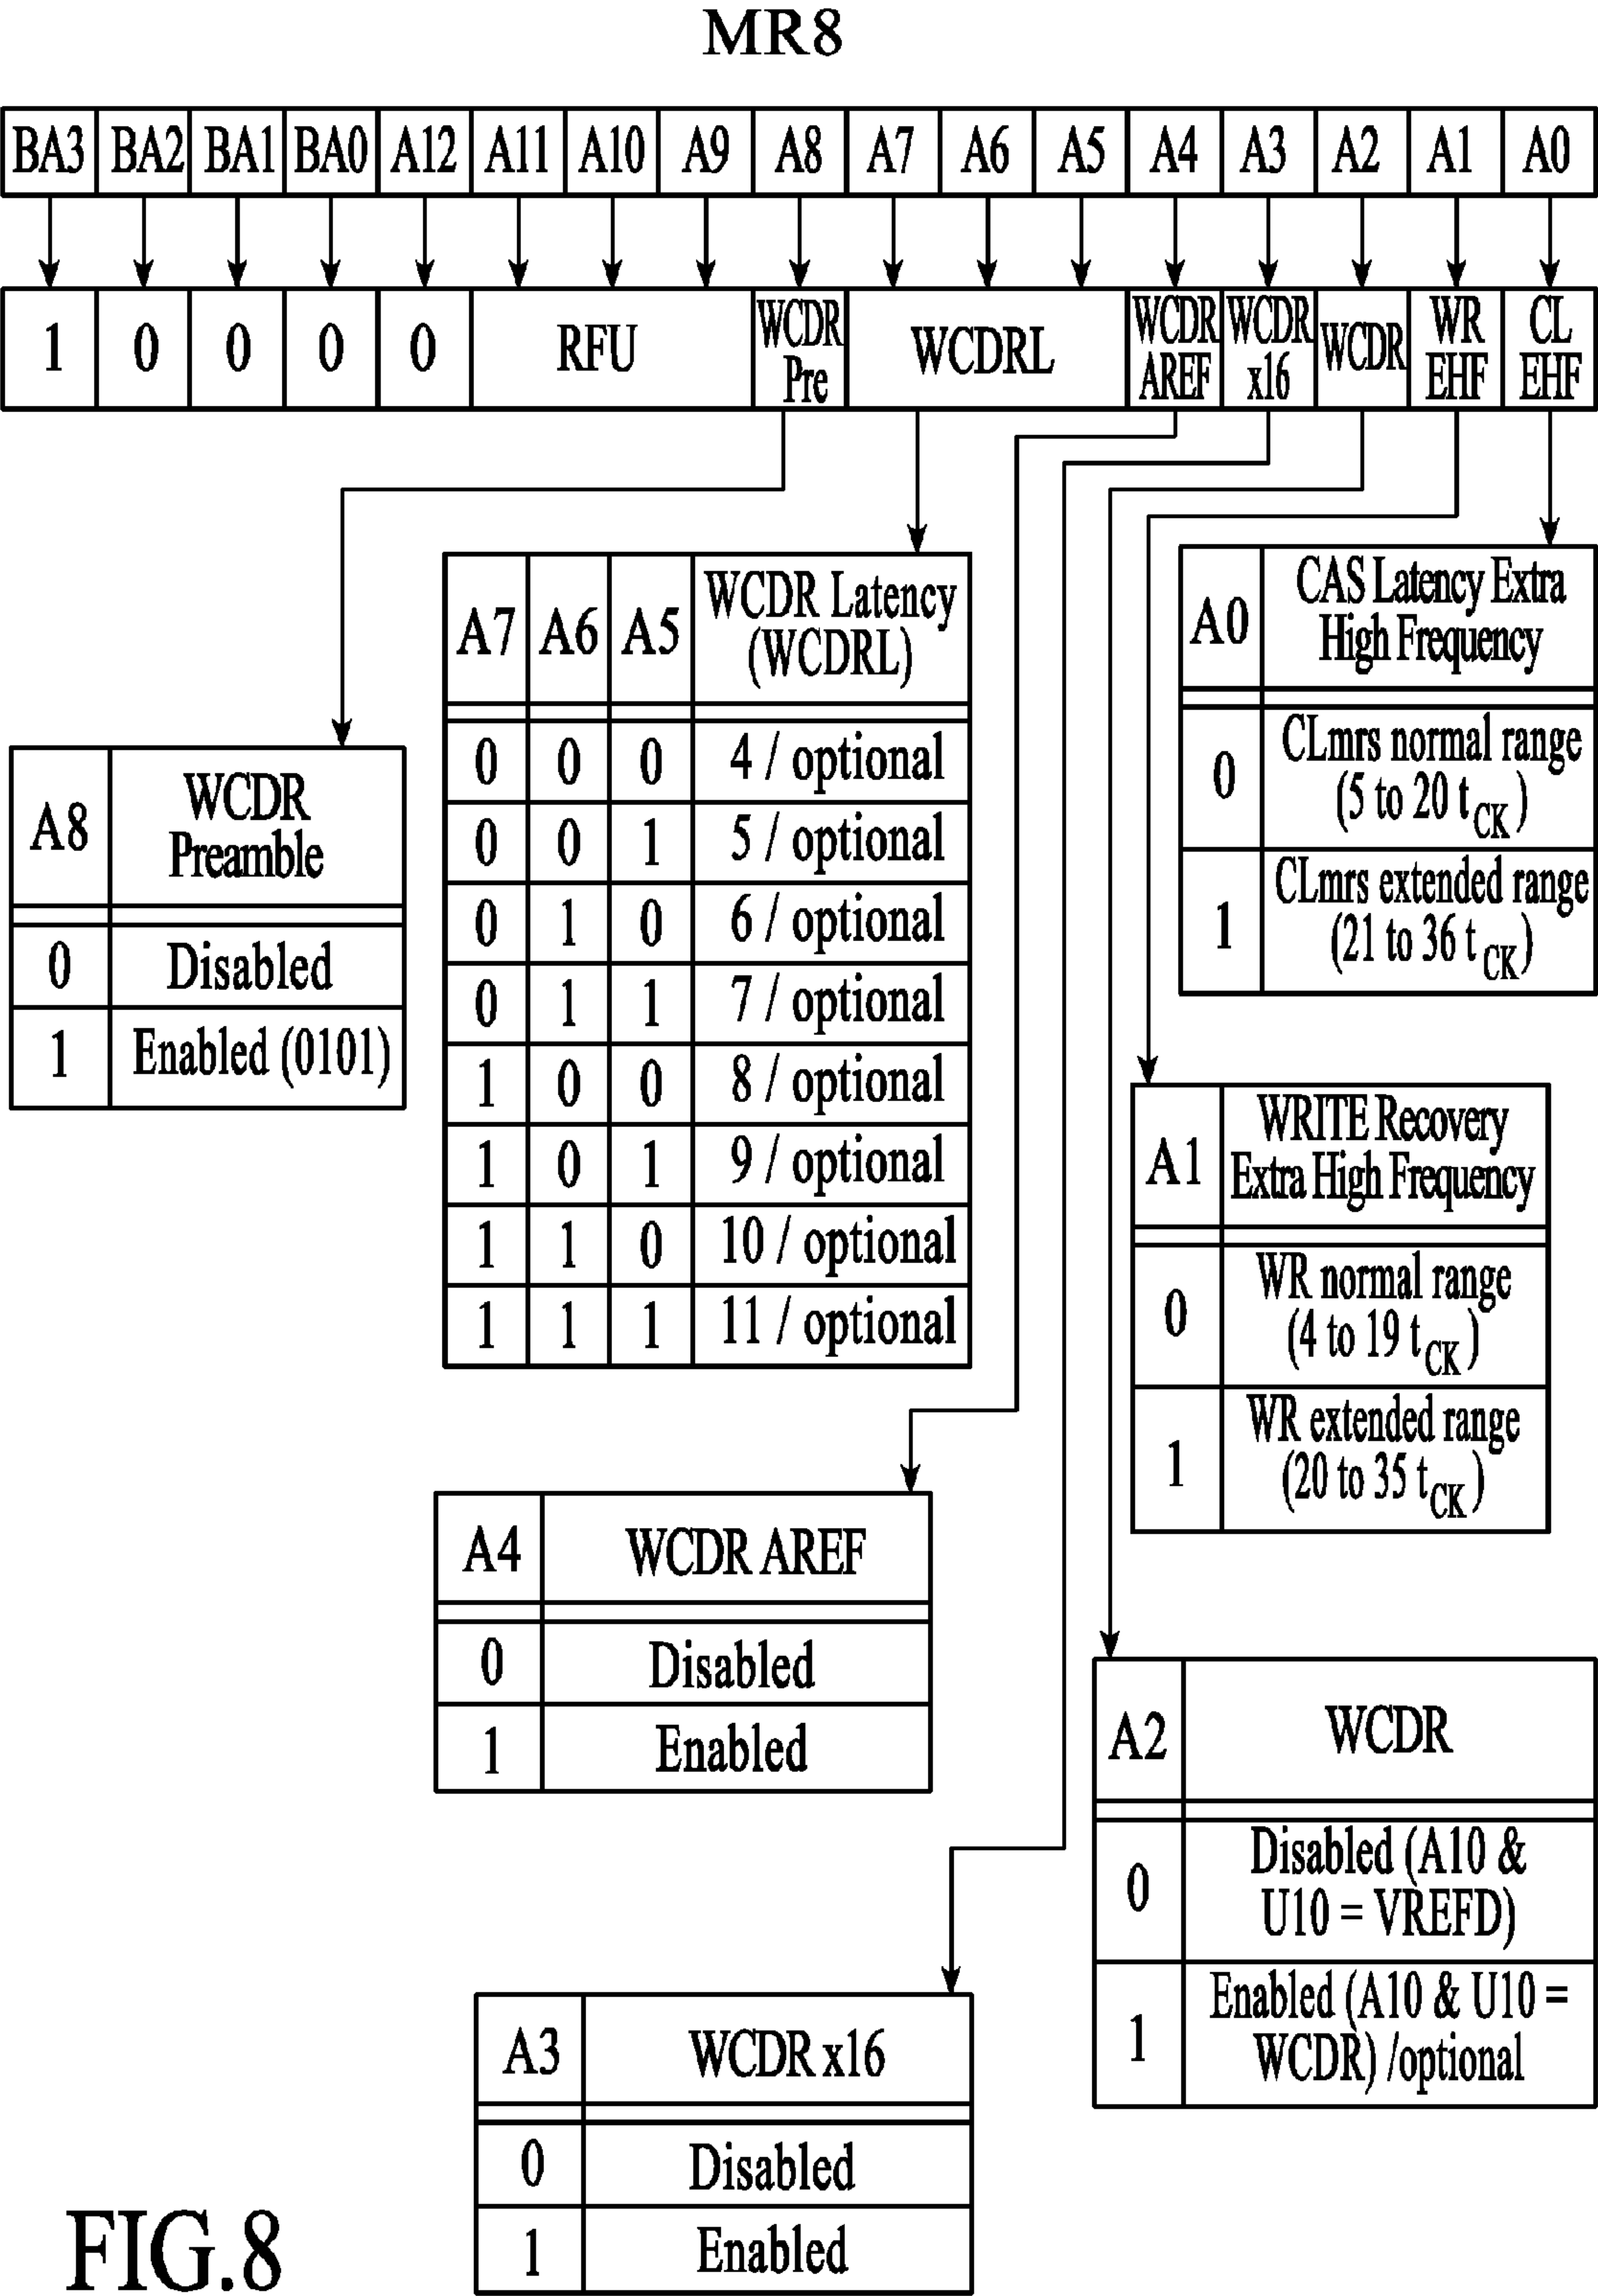 MR8
BA3 BA2 BA1 BA0 A12 A11 A10 A9 A8 A7 A6 A5 A4 A3 A2 A1 A0
1 0 0 0 0 RFU WCDR Pre WCDRL WCDR AREF WCDR x16 WCDR WR EHF CL EHF
A8 WCDR
Preamble
0 Disabled
1 Enabled (0101)
A7 A6 A5 WCDR Latency
(WCDRL)
0 0 0 4 / optional
0 0 1 5 / optional
0 1 0 6 / optional
0 1 1 7 / optional
1 0 0 8 / optional
1 0 1 9 / optional
1 1 0 10 / optional
1 1 1 11 / optional
A0 CAS Latency Extra
High Frequency
0 CLmrs normal range
(5 to 20 tCK)
1 CLmrs extended range
(21 to 36 tCK)
A1 WRITE Recovery
Extra High Frequency
0 WR normal range
(4 to 19 tCK)
1 WR extended range
(20 to 35 tCK)
A4 WCDR AREF
0 Disabled
1 Enabled
A2 WCDR
0 Disabled (A10 &
U10 = VREFD)
1 Enabled (A10 & U10 =
WCDR) /optional
A3 WCDR x16
0 Disabled
1 Enabled
FIG.8